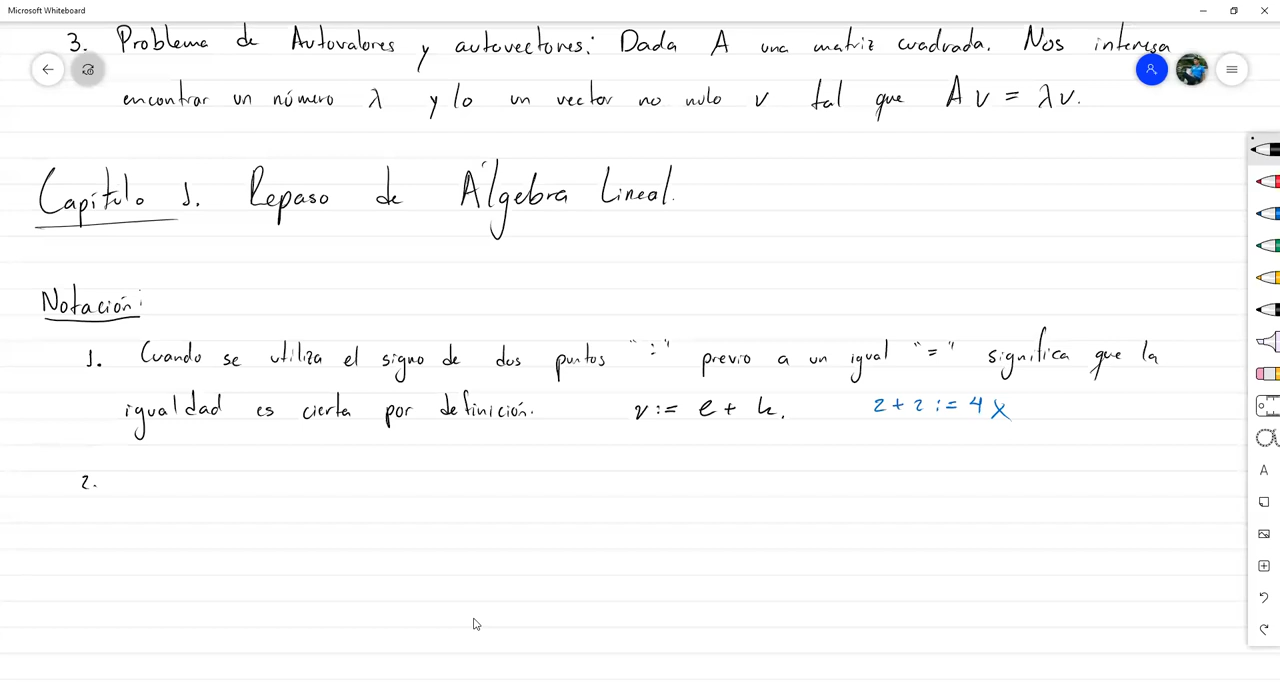 Microsoft Whiteboard
3. Problema de Autovalores y autovectores: Dada A una matriz cuadrada. Nos interesa
encontrar un número λ y/o un vector no nulo v tal que A v = λv.
Capítulo 1. Repaso de Álgebra Lineal.
Notación:
1. Cuando se utiliza el signo de dos puntos ":" previo a un igual "=" significa que la
igualdad es cierta por definición. v := e + k. 2 + 2 := 4 X
2.
A